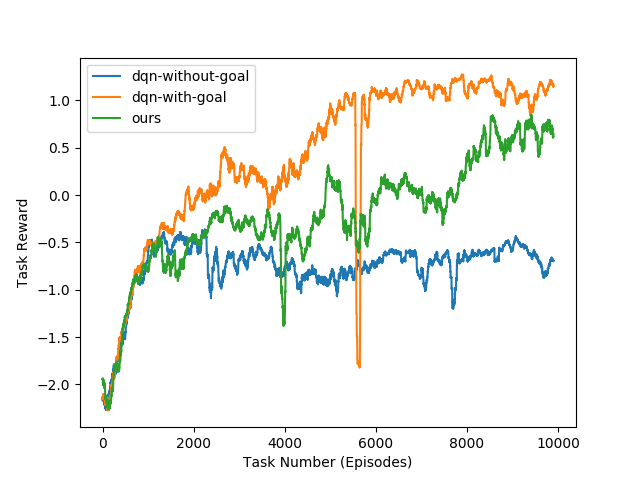 dqn-without-goal
dqn-with-goal
ours
1.0
0.5
0.0
−0.5
−1.0
−1.5
−2.0
Task Reward
0 2000 4000 6000 8000 10000
Task Number (Episodes)